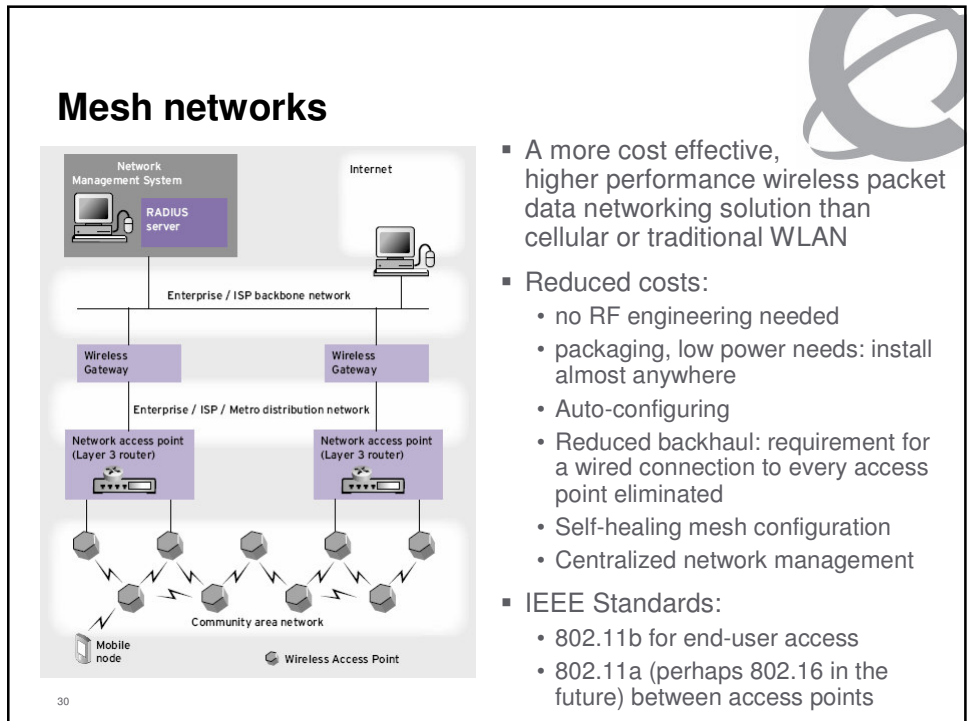 Mesh networks
Network
Management System
RADIUS
server
Internet
Enterprise / ISP backbone network
Wireless
Gateway
Wireless
Gateway
Enterprise / ISP / Metro distribution network
Network access point
(Layer 3 router)
Network access point
(Layer 3 router)
Community area network
Mobile
node
Wireless Access Point
▪ A more cost effective,
higher performance wireless packet
data networking solution than
cellular or traditional WLAN
▪ Reduced costs:
• no RF engineering needed
• packaging, low power needs: install
almost anywhere
• Auto-configuring
• Reduced backhaul: requirement for
a wired connection to every access
point eliminated
• Self-healing mesh configuration
• Centralized network management
▪ IEEE Standards:
• 802.11b for end-user access
• 802.11a (perhaps 802.16 in the
future) between access points
30